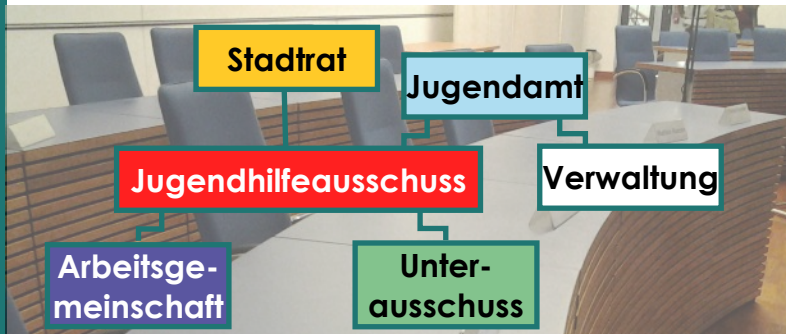 Stadtrat
Jugendamt
Jugendhilfeausschuss
Verwaltung
Arbeitsge-
meinschaft
Unter-
ausschuss